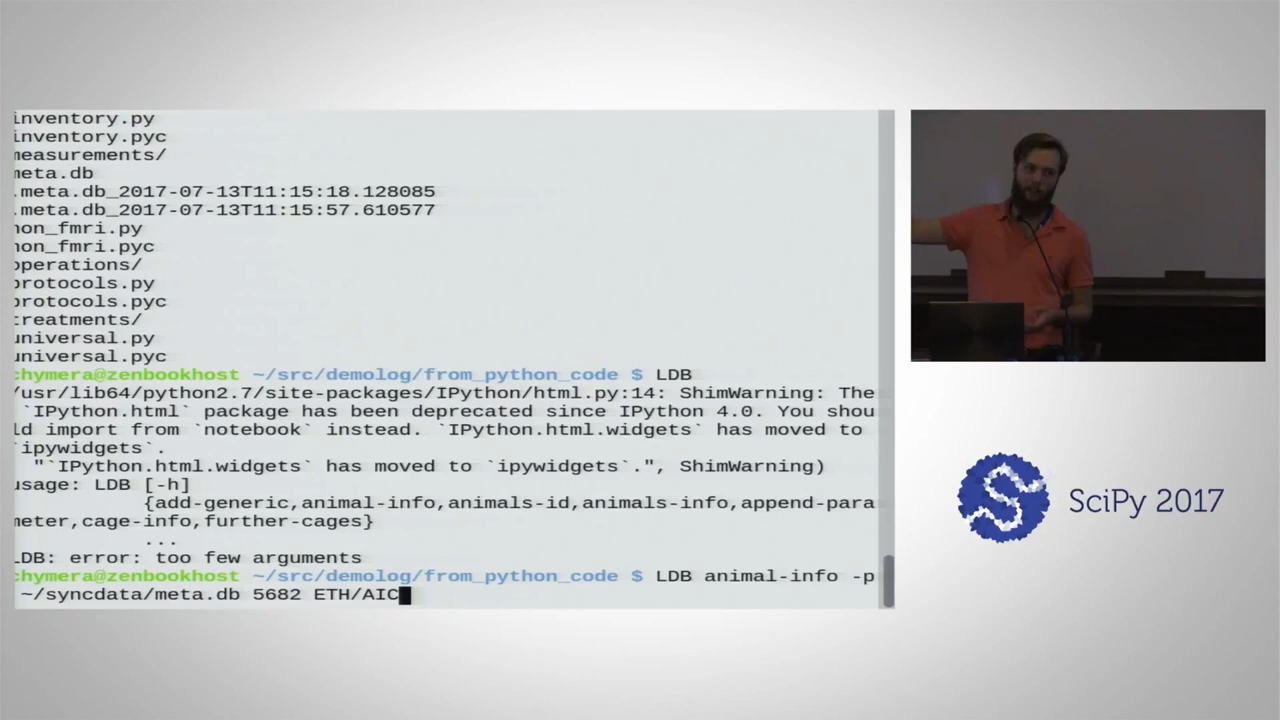 inventory.py
inventory.pyc
measurements/
meta.db
.meta.db_2017-07-13T11:15:18.128085
.meta.db_2017-07-13T11:15:57.610577
non_fmri.py
non_fmri.pyc
operations/
protocols.py
protocols.pyc
treatments/
universal.py
universal.pyc
chymera@zenbookhost ~/src/demolog/from_python_code $ LDB
/usr/lib64/python2.7/site-packages/IPython/html.py:14: ShimWarning: The
`IPython.html` package has been deprecated since IPython 4.0. You shou
ld import from `notebook` instead. `IPython.html.widgets` has moved to
`ipywidgets`.
"`IPython.html.widgets` has moved to `ipywidgets`.", ShimWarning)
usage: LDB [-h]
{add-generic,animal-info,animals-id,animals-info,append-para
meter,cage-info,further-cages}
...
LDB: error: too few arguments
chymera@zenbookhost ~/src/demolog/from_python_code $ LDB animal-info -p
~/syncdata/meta.db 5682 ETH/AIC
SciPy 2017